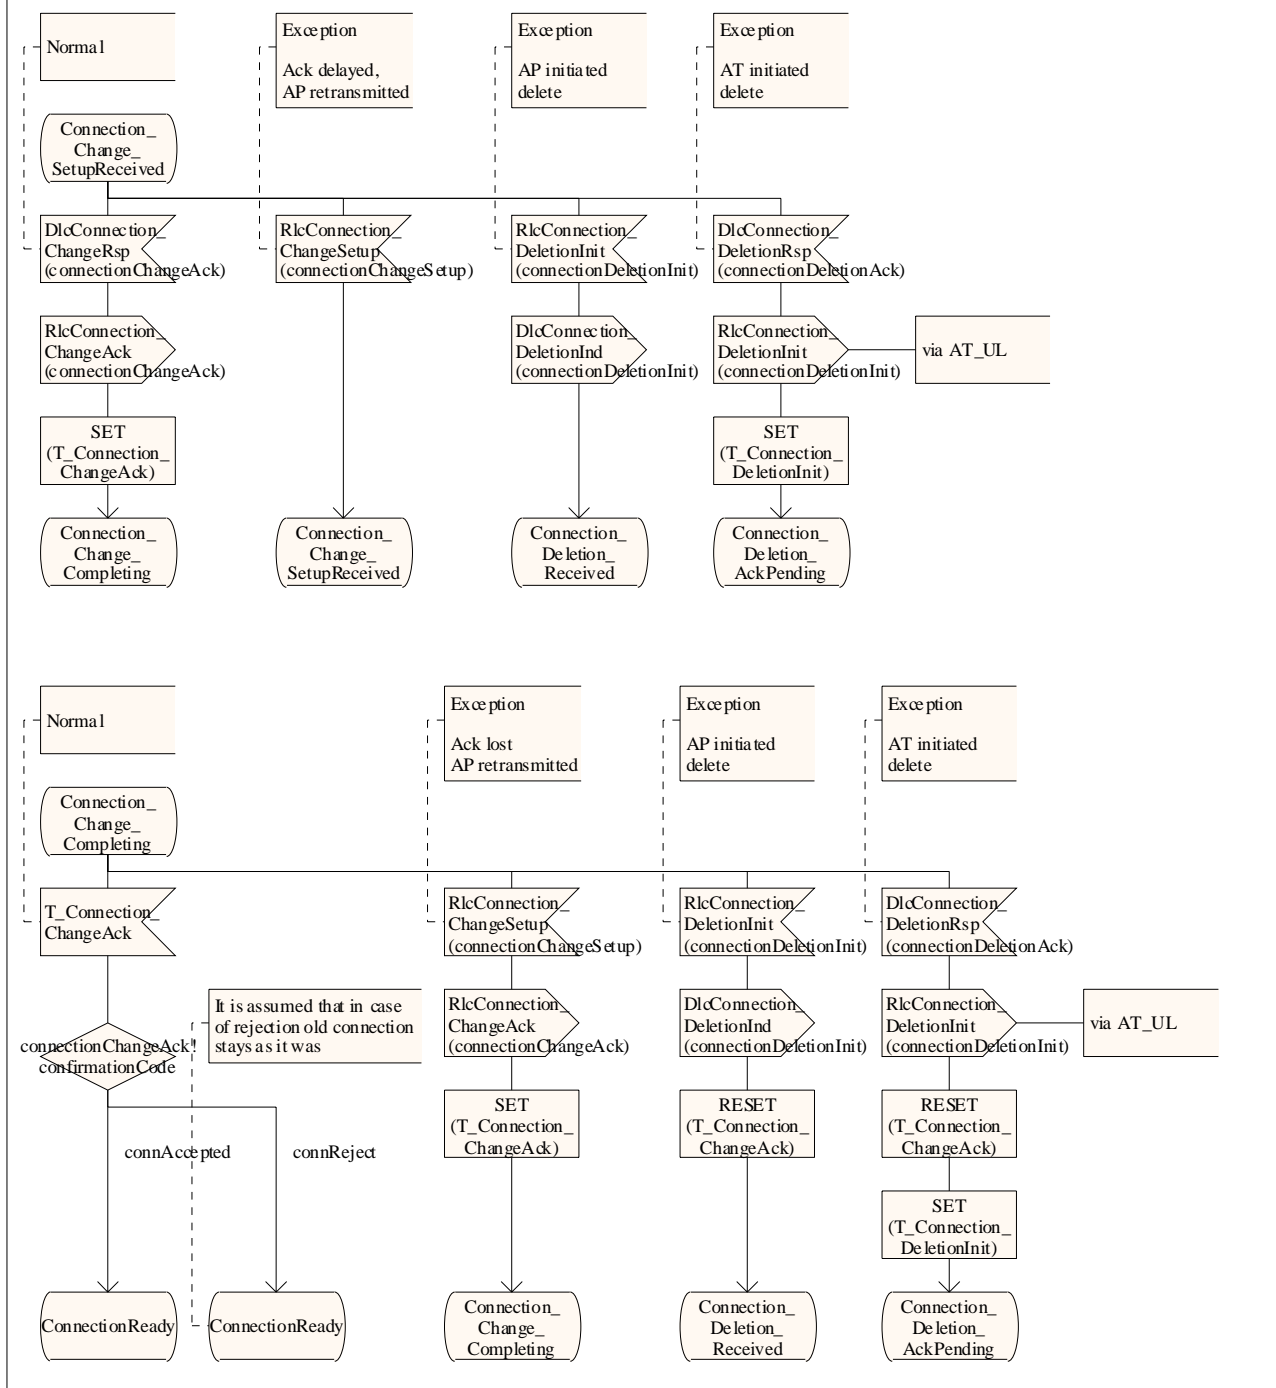 Normal
Exception
Ack delayed,
AP retransmitted
Exception
AP initiated
delete
Exception
AT initiated
delete
Connection_
Change_
SetupReceived
DlcConnection_
ChangeRsp
(connectionChangeAck)
RlcConnection_
ChangeSetup
(connectionChangeSetup)
RlcConnection_
DeletionInit
(connectionDeletionInit)
DlcConnection_
DeletionRsp
(connectionDeletionAck)
RlcConnection_
ChangeAck
(connectionChangeAck)
DlcConnection_
DeletionInd
(connectionDeletionInit)
RlcConnection_
DeletionInit
(connectionDeletionInit)
via AT_UL
SET
(T_Connection_
ChangeAck)
SET
(T_Connection_
DeletionInit)
Connection_
Change_
Completing
Connection_
Change_
SetupReceived
Connection_
Deletion_
Received
Connection_
Deletion_
AckPending
Normal
Exception
Ack lost
AP retransmitted
Exception
AP initiated
delete
Exception
AT initiated
delete
Connection_
Change_
Completing
T_Connection_
ChangeAck
RlcConnection_
ChangeSetup
(connectionChangeSetup)
RlcConnection_
DeletionInit
(connectionDeletionInit)
DlcConnection_
DeletionRsp
(connectionDeletionAck)
It is assumed that in case
of rejection old connection
stays as it was
connectionChangeAck!
confirmationCode
RlcConnection_
ChangeAck
(connectionChangeAck)
DlcConnection_
DeletionInd
(connectionDeletionInit)
RlcConnection_
DeletionInit
(connectionDeletionInit)
via AT_UL
connAccepted
connReject
SET
(T_Connection_
ChangeAck)
RESET
(T_Connection_
ChangeAck)
RESET
(T_Connection_
ChangeAck)
SET
(T_Connection_
DeletionInit)
ConnectionReady
ConnectionReady
Connection_
Change_
Completing
Connection_
Deletion_
Received
Connection_
Deletion_
AckPending